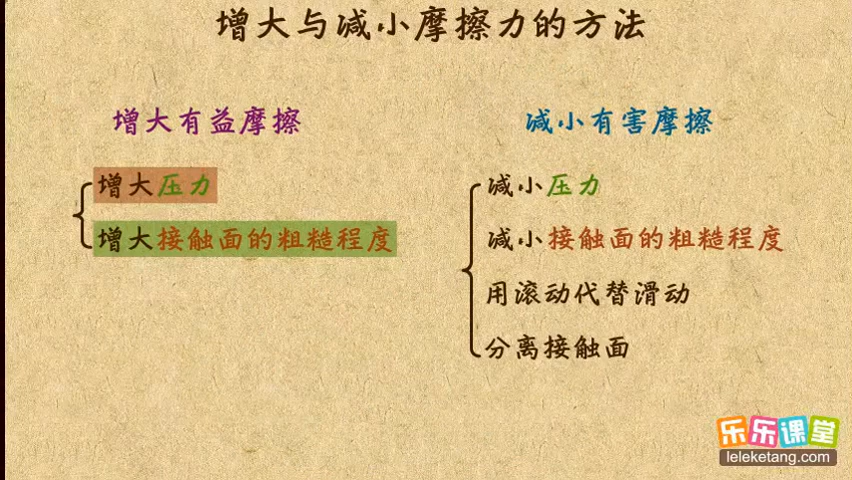 增大与减小摩擦力的方法
增大有益摩擦
增大压力
增大接触面的粗糙程度
减小有害摩擦
减小压力
减小接触面的粗糙程度
用滚动代替滑动
分离接触面
乐乐课堂
leleketang.com